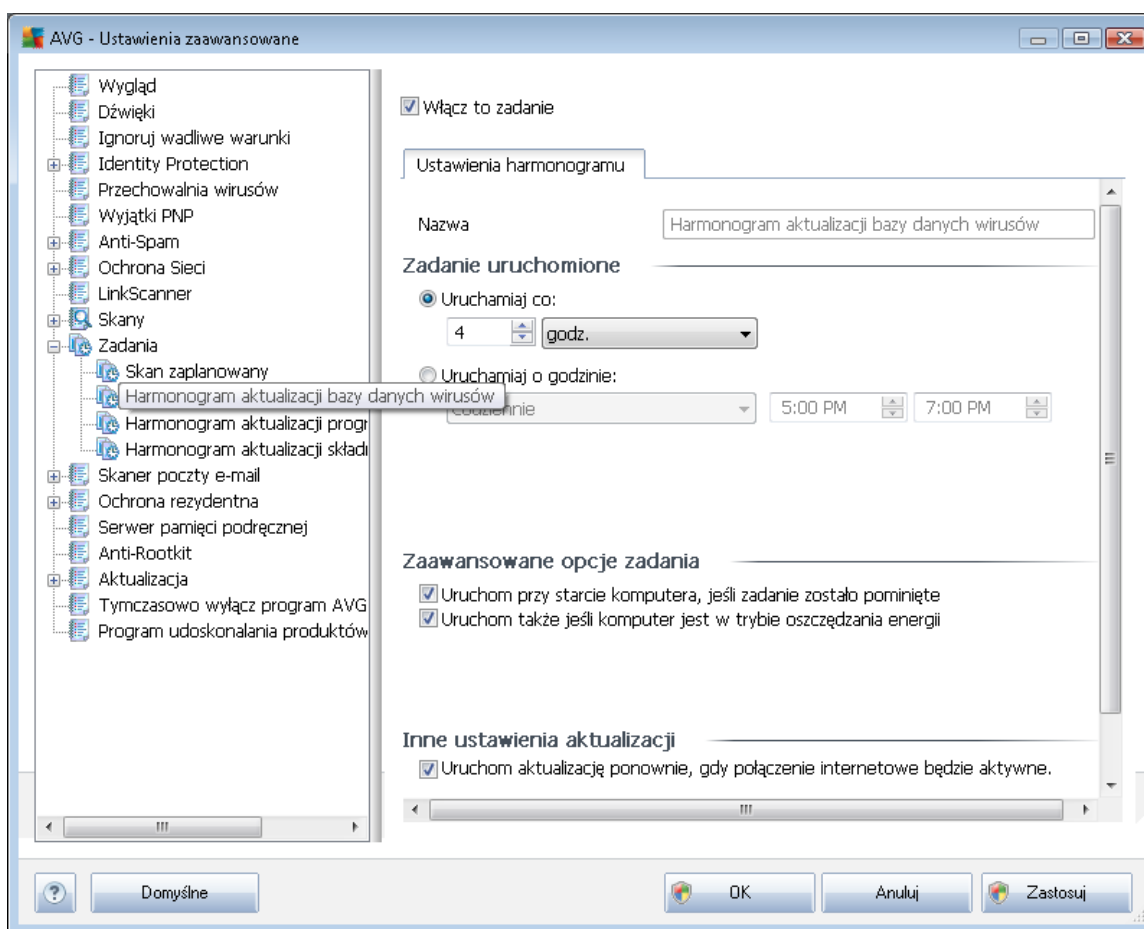 AVG - Ustawienia zaawansowane
Wygląd
Dźwięki
Ignoruj wadliwe warunki
Identity Protection
Przechowalnia wirusów
Wyjątki PNP
Anti-Spam
Ochrona Sieci
LinkScanner
Skany
Zadania
Skan zaplanowany
Harmonogram aktualizacji bazy danych wirusów
Harmonogram aktualizacji progr
Harmonogram aktualizacji składn
Skaner poczty e-mail
Ochrona rezydentna
Serwer pamięci podręcznej
Anti-Rootkit
Aktualizacja
Tymczasowo wyłącz program AVG
Program udoskonalania produktów
Włącz to zadanie
Ustawienia harmonogramu
Nazwa
Harmonogram aktualizacji bazy danych wirusów
Zadanie uruchomione
Uruchamiaj co:
4 godz.
Uruchamiaj o godzinie:
Codziennie 5:00 PM 7:00 PM
Zaawansowane opcje zadania
Uruchom przy starcie komputera, jeśli zadanie zostało pominięte
Uruchom także jeśli komputer jest w trybie oszczędzania energii
Inne ustawienia aktualizacji
Uruchom aktualizację ponownie, gdy połączenie internetowe będzie aktywne.
? Domyślne OK Anuluj Zastosuj